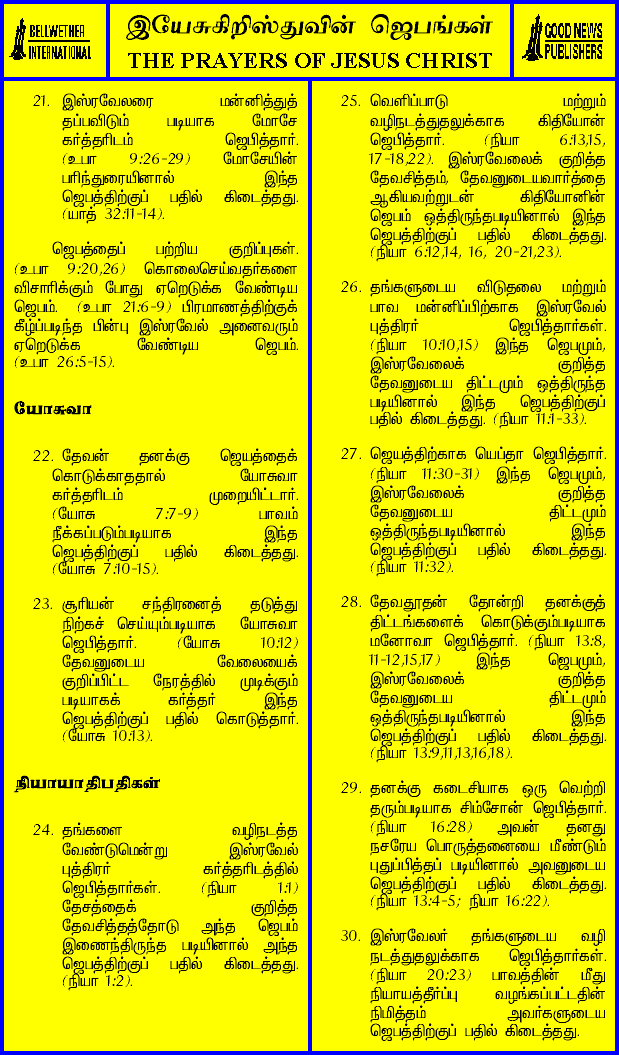 BELLWETHER
INTERNATIONAL
இயேசுகிறிஸ்துவின் ஜெபங்கள்
THE PRAYERS OF JESUS CHRIST
GOOD NEWS
PUBLISHERS
21. இஸ்ரவேலரை மன்னித்துத்
தப்பவிடும் படியாக மோசே
கர்த்தரிடம் ஜெபித்தார்.
(உபா 9:26-29) மோசேயின்
பரிந்துரையினால் இந்த
ஜெபத்திற்குப் பதில் கிடைத்தது.
(யாத் 32:11-14).
ஜெபத்தைப் பற்றிய குறிப்புகள்.
(உபா 9:20,26) கொலைசெய்வதர்களை
விசாரிக்கும் போது ஏறெடுக்க வேண்டிய
ஜெபம். (உபா 21:6-9) பிரமாணத்திற்குக்
கீழ்ப்படிந்த பின்பு இஸ்ரவேல் அனைவரும்
ஏறெடுக்க வேண்டிய ஜெபம்.
(உபா 26:5-15).
யோசுவா
22. தேவன் தனக்கு ஜெயத்தைக்
கொடுக்காததால் யோசுவா
கர்த்தரிடம் முறையிட்டார்.
(யோசு 7:7-9) பாவம்
நீக்கப்படும்படியாக இந்த
ஜெபத்திற்குப் பதில் கிடைத்தது.
(யோசு 7:10-15).
23. சூரியன் சந்திரனைத் தடுத்து
நிற்கச் செய்யும்படியாக யோசுவா
ஜெபித்தார். (யோசு 10:12)
தேவனுடைய வேலையைக்
குறிப்பிட்ட நேரத்தில் முடிக்கும்
படியாகக் கர்த்தர் இந்த
ஜெபத்திற்குப் பதில் கொடுத்தார்.
(யோசு 10:13).
நியாயாதிபதிகள்
24. தங்களை வழிநடத்த
வேண்டுமென்று இஸ்ரவேல்
புத்திரர் கர்த்தரிடத்தில்
ஜெபித்தார்கள். (நியா 1:1)
தேசத்தைக் குறித்த
தேவசித்தத்தோடு அந்த ஜெபம்
இணைந்திருந்த படியினால் அந்த
ஜெபத்திற்குப் பதில் கிடைத்தது.
(நியா 1:2).
25. வெளிப்பாடு மற்றும்
வழிநடத்துதலுக்காக கிதியோன்
ஜெபித்தார். (நியா 6:13,15,
17-18,22). இஸ்ரவேலைக் குறித்த
தேவசித்தம், தேவனுடையவார்த்தை
ஆகியவற்றுடன் கிதியோனின்
ஜெபம் ஒத்திருந்தபடியினால் இந்த
ஜெபத்திற்குப் பதில் கிடைத்தது.
(நியா 6:12,14, 16, 20-21,23).
26. தங்களுடைய விடுதலை மற்றும்
பாவ மன்னிப்பிற்காக இஸ்ரவேல்
புத்திரர் ஜெபித்தார்கள்.
(நியா 10:10,15) இந்த ஜெபமும்,
இஸ்ரவேலைக் குறித்த
தேவனுடைய திட்டமும் ஒத்திருந்த
படியினால் இந்த ஜெபத்திற்குப்
பதில் கிடைத்தது. (நியா 11:1-33).
27. ஜெயத்திற்காக யெப்தா ஜெபித்தார்.
(நியா 11:30-31) இந்த ஜெபமும்,
இஸ்ரவேலைக் குறித்த
தேவனுடைய திட்டமும்
ஒத்திருந்தபடியினால் இந்த
ஜெபத்திற்குப் பதில் கிடைத்தது.
(நியா 11:32).
28. தேவதூதன் தோன்றி தனக்குத்
திட்டங்களைக் கொடுக்கும்படியாக
மனோவா ஜெபித்தார். (நியா 13:8,
11-12,15,17) இந்த ஜெபமும்,
இஸ்ரவேலைக் குறித்த
தேவனுடைய திட்டமும்
ஒத்திருந்தபடியினால் இந்த
ஜெபத்திற்குப் பதில் கிடைத்தது.
(நியா 13:9,11,13,16,18).
29. தனக்கு கடைசியாக ஒரு வெற்றி
தரும்படியாக சிம்சோன் ஜெபித்தார்.
(நியா 16:28) அவன் தனது
நசரேய பொருத்தனையை மீண்டும்
புதுப்பித்தப் படியினால் அவனுடைய
ஜெபத்திற்குப் பதில் கிடைத்தது.
(நியா 13:4-5; நியா 16:22).
30. இஸ்ரவேலர் தங்களுடைய வழி
நடத்துதலுக்காக ஜெபித்தார்கள்.
(நியா 20:23) பாவத்தின் மீது
நியாயத்தீர்ப்பு வழங்கப்பட்டதின்
நிமித்தம் அவர்களுடைய
ஜெபத்திற்குப் பதில் கிடைத்தது.